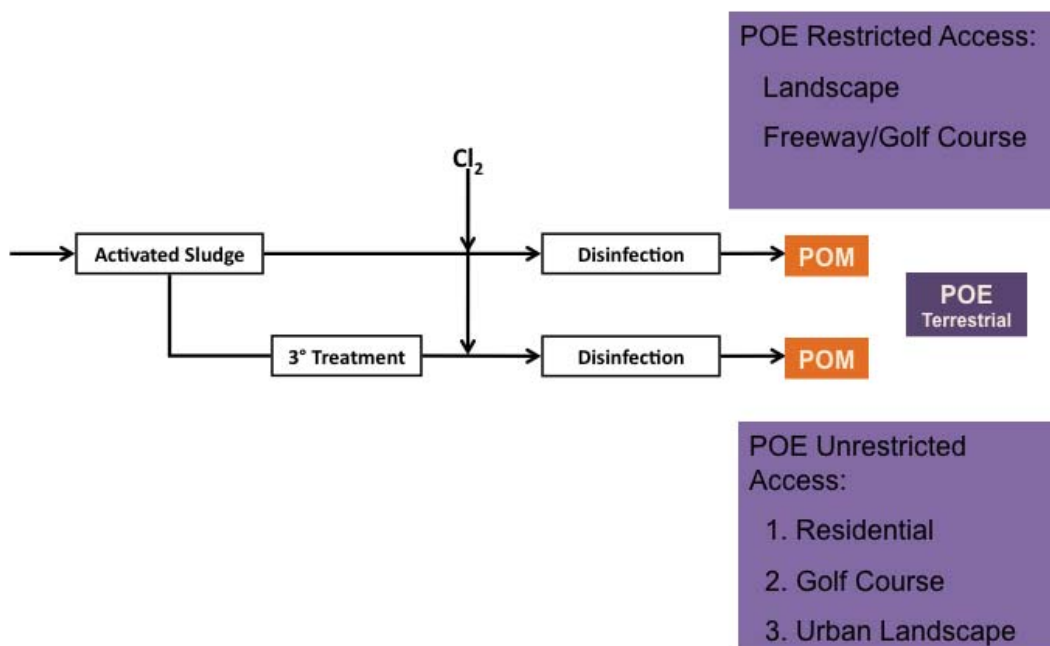 POE Restricted Access:
Landscape
Freeway/Golf Course
Cl₂
Activated Sludge
Disinfection
POM
POE
Terrestrial
3° Treatment
Disinfection
POM
POE Unrestricted
Access:
1. Residential
2. Golf Course
3. Urban Landscape